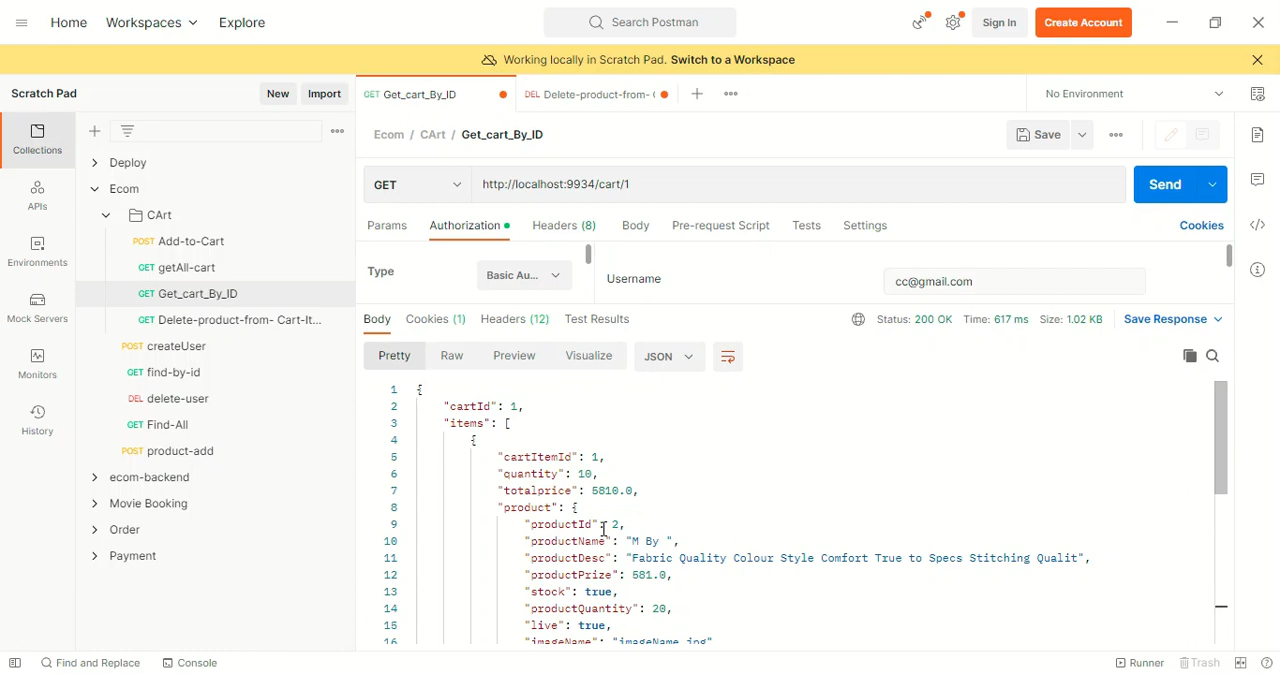 Home Workspaces Explore Search Postman Sign In Create Account
Working locally in Scratch Pad. Switch to a Workspace
Scratch Pad New Import GET Get_cart_By_ID DEL Delete-product-from- No Environment
Collections
APIs
Environments
Mock Servers
Monitors
History
Deploy
Ecom
CArt
POST Add-to-Cart
GET getAll-cart
GET Get_cart_By_ID
GET Delete-product-from- Cart-It...
POST createUser
GET find-by-id
DEL delete-user
GET Find-All
POST product-add
ecom-backend
Movie Booking
Order
Payment
Ecom / CArt / Get_cart_By_ID Save
GET http://localhost:9934/cart/1 Send
Params Authorization Headers (8) Body Pre-request Script Tests Settings Cookies
Type Basic Au... Username cc@gmail.com
Body Cookies (1) Headers (12) Test Results Status: 200 OK Time: 617 ms Size: 1.02 KB Save Response
Pretty Raw Preview Visualize JSON
1 {
2 "cartId": 1,
3 "items": [
4 {
5 "cartItemId": 1,
6 "quantity": 10,
7 "totalprice": 5810.0,
8 "product": {
9 "productId": 2,
10 "productName": "M By ",
11 "productDesc": "Fabric Quality Colour Style Comfort True to Specs Stitching Qualit",
12 "productPrize": 581.0,
13 "stock": true,
14 "productQuantity": 20,
15 "live": true,
16 "imageName": "imageName.jpg"
Find and Replace Console Runner Trash